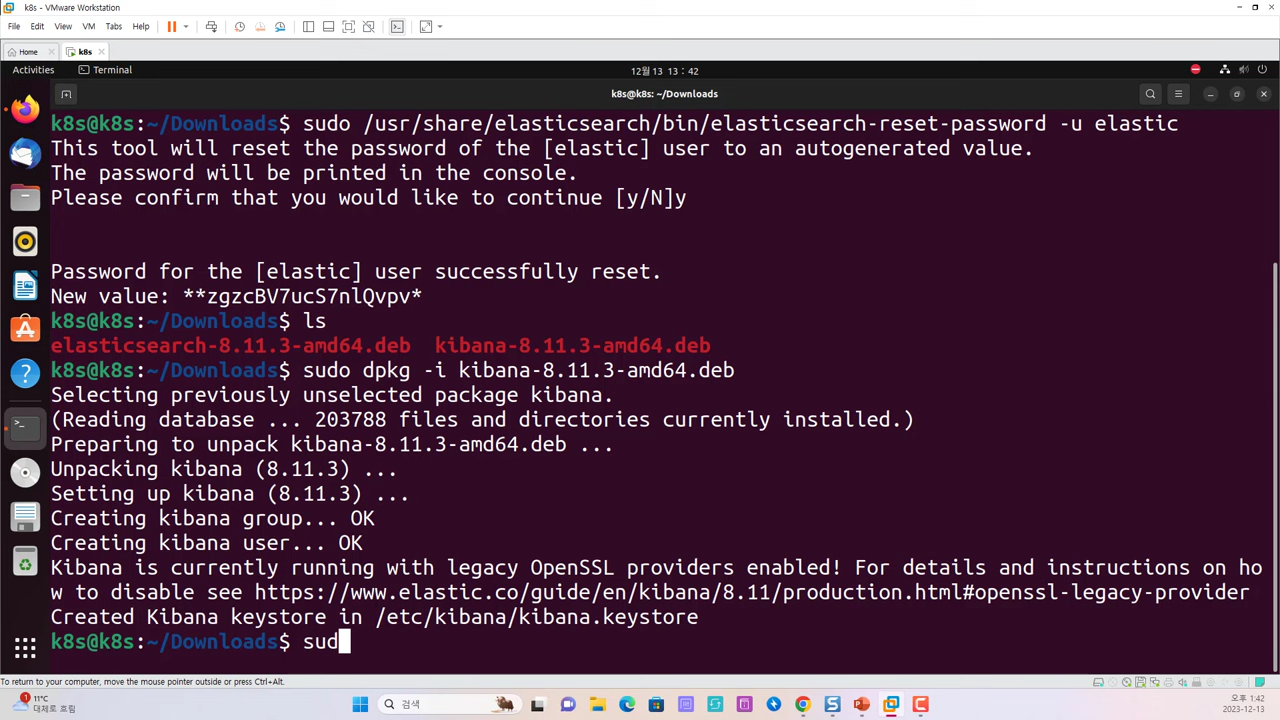 k8s - VMware Workstation
File Edit View VM Tabs Help
Home k8s
Activities Terminal 12월 13 13 : 42
k8s@k8s: ~/Downloads
k8s@k8s:~/Downloads$ sudo /usr/share/elasticsearch/bin/elasticsearch-reset-password -u elastic
This tool will reset the password of the [elastic] user to an autogenerated value.
The password will be printed in the console.
Please confirm that you would like to continue [y/N]y
Password for the [elastic] user successfully reset.
New value: **zgzcBV7ucS7nlQvpv*
k8s@k8s:~/Downloads$ ls
elasticsearch-8.11.3-amd64.deb kibana-8.11.3-amd64.deb
k8s@k8s:~/Downloads$ sudo dpkg -i kibana-8.11.3-amd64.deb
Selecting previously unselected package kibana.
(Reading database ... 203788 files and directories currently installed.)
Preparing to unpack kibana-8.11.3-amd64.deb ...
Unpacking kibana (8.11.3) ...
Setting up kibana (8.11.3) ...
Creating kibana group... OK
Creating kibana user... OK
Kibana is currently running with legacy OpenSSL providers enabled! For details and instructions on ho
w to disable see https://www.elastic.co/guide/en/kibana/8.11/production.html#openssl-legacy-provider
Created Kibana keystore in /etc/kibana/kibana.keystore
k8s@k8s:~/Downloads$ sud
To return to your computer, move the mouse pointer outside or press Ctrl+Alt.
1 11°C
대체로 흐림
검색
오후 1:42
2023-12-13